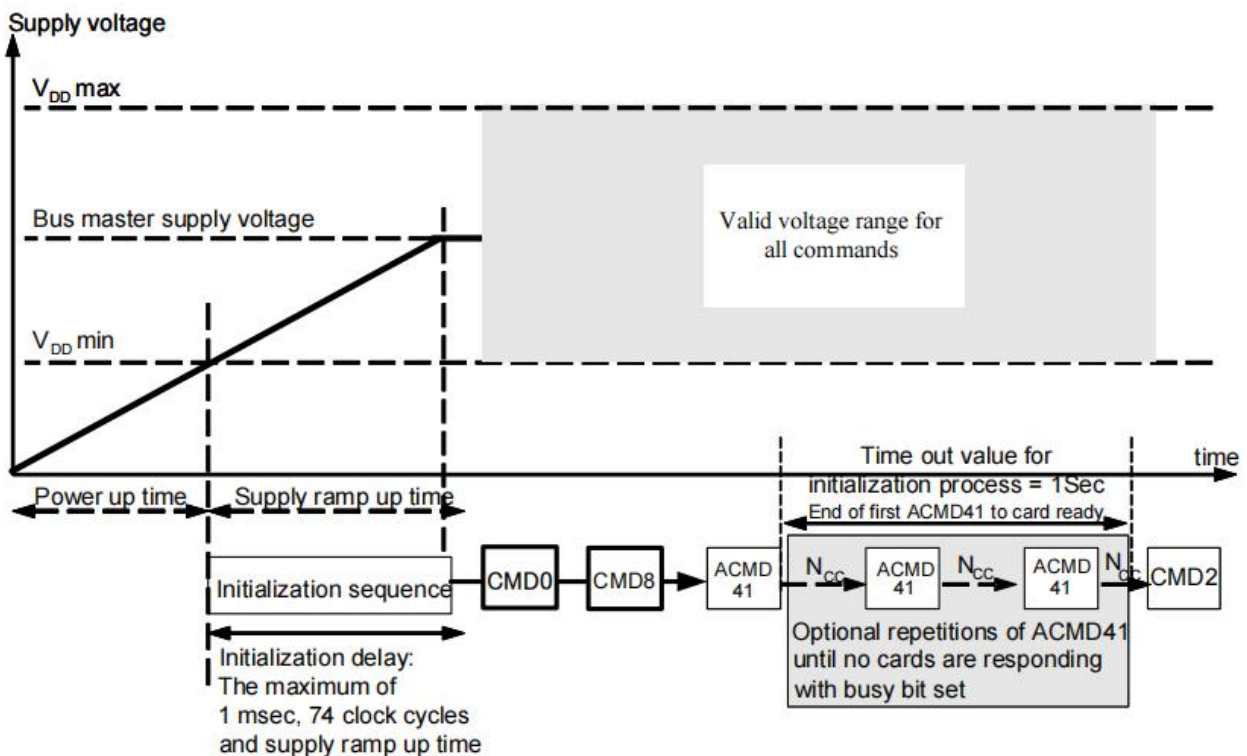 Supply voltage
V_DD max
Bus master supply voltage
Valid voltage range for
all commands
V_DD min
time
Power up time
Supply ramp up time
Time out value for
initialization process = 1Sec
End of first ACMD41 to card ready
Initialization sequence
CMD0
CMD8
ACMD
41
N_CC
ACMD
41
N_CC
ACMD
41
N_CC
CMD2
Optional repetitions of ACMD41
until no cards are responding
with busy bit set
Initialization delay:
The maximum of
1 msec, 74 clock cycles
and supply ramp up time